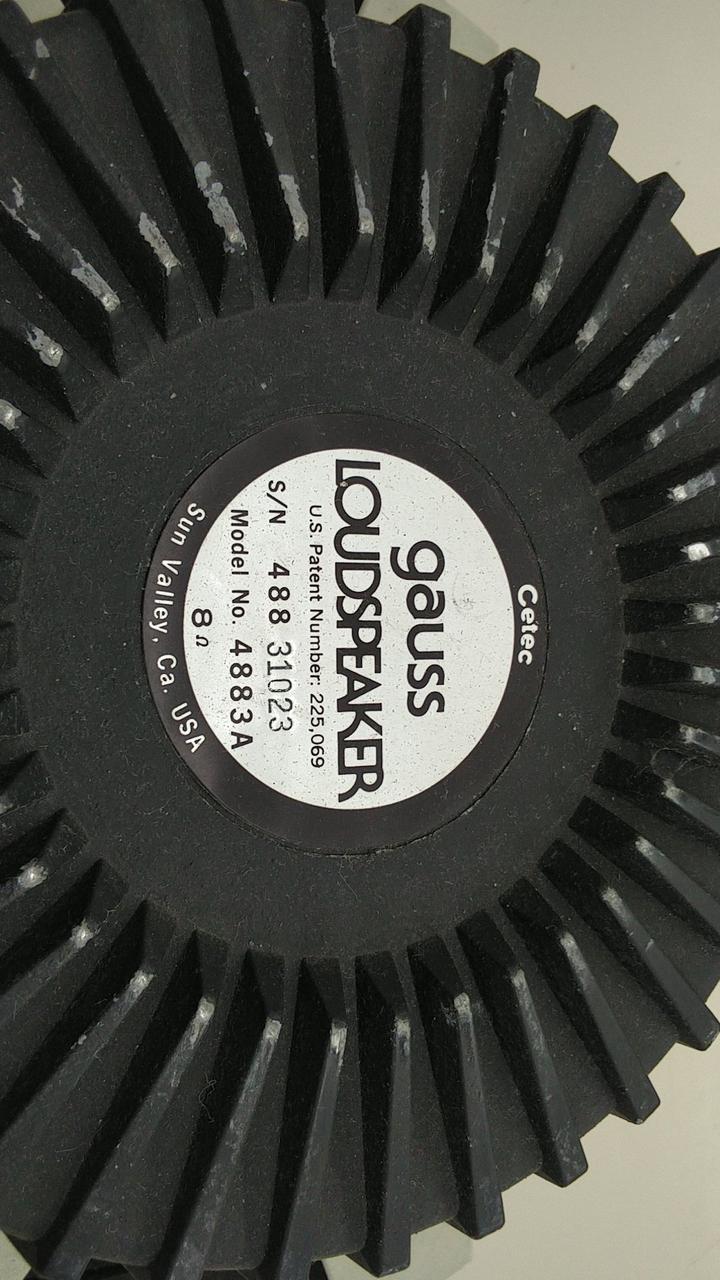 Cetec
gauss
LOUDSPEAKER
U.S. Patent Number: 225,069
S/N 488 31023
Model No. 4883A
8Ω
Sun Valley, Ca. USA